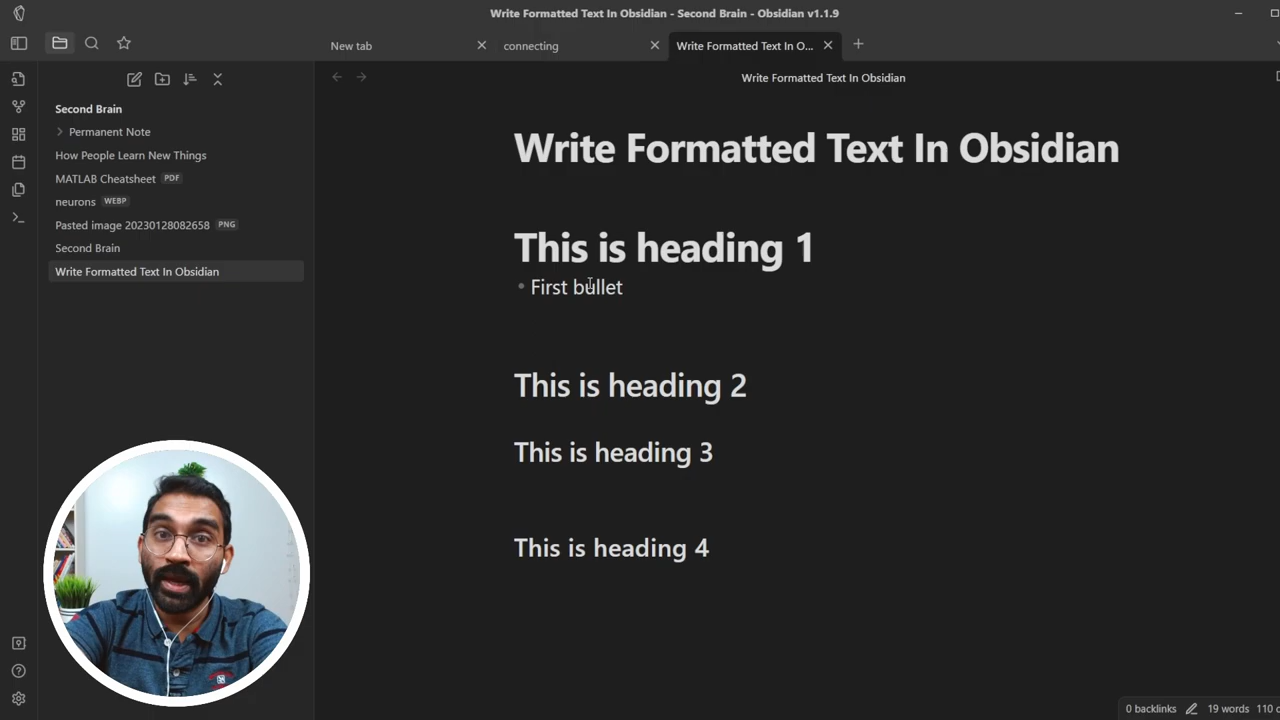 Write Formatted Text In Obsidian - Second Brain - Obsidian v1.1.9
New tab
connecting
Write Formatted Text In O...
Write Formatted Text In Obsidian
Second Brain
Permanent Note
How People Learn New Things
MATLAB Cheatsheet PDF
neurons WEBP
Pasted image 20230128082658 PNG
Second Brain
Write Formatted Text In Obsidian
Write Formatted Text In Obsidian
This is heading 1
First bullet
This is heading 2
This is heading 3
This is heading 4
0 backlinks 19 words 110 c